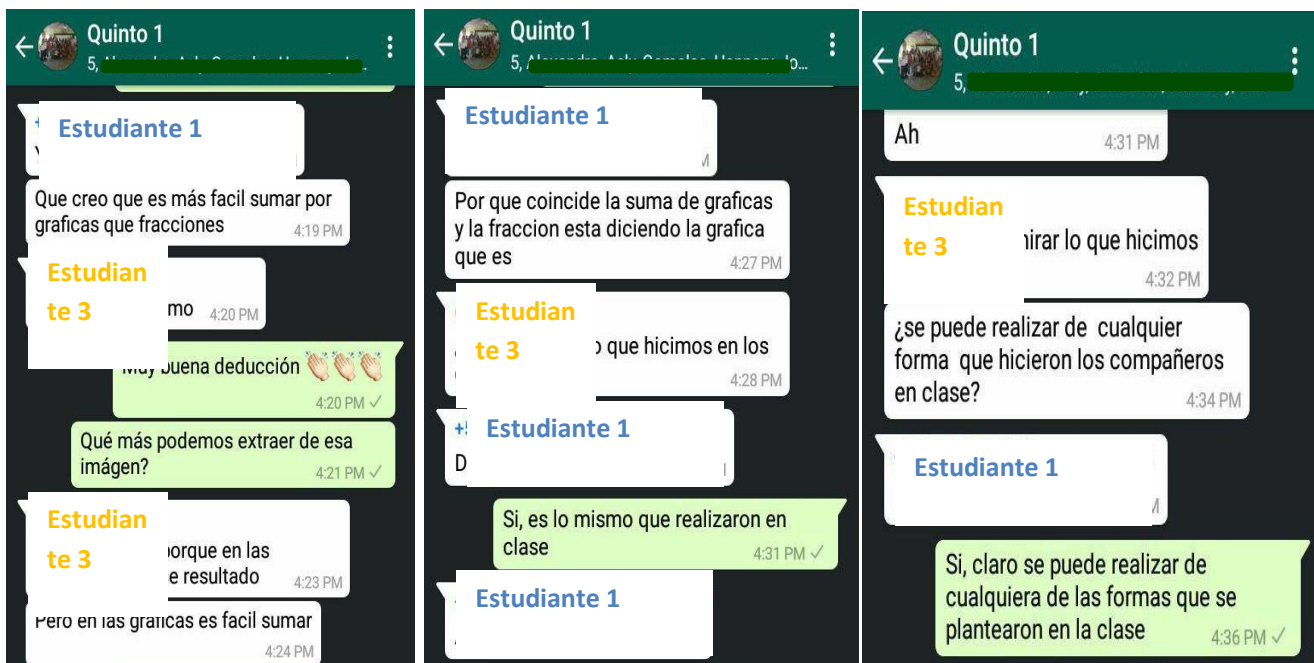 Quinto 1
5,
Estudiante 1
Que creo que es más facil sumar por
graficas que fracciones
4:19 PM
Estudian
te 3
mo 4:20 PM
Muy buena deducción 👏👏👏
4:20 PM ✓
Qué más podemos extraer de esa
imágen?
4:21 PM ✓
Estudian
te 3
porque en las
e resultado 4:23 PM
Pero en las graficas es facil sumar
4:24 PM
Quinto 1
5,
Estudiante 1
Por que coincide la suma de graficas
y la fraccion esta diciendo la grafica
que es
4:27 PM
Estudian
te 3
o que hicimos en los
4:28 PM
Estudiante 1
D
Si, es lo mismo que realizaron en
clase
4:31 PM ✓
Estudiante 1
Quinto 1
5,
Ah
4:31 PM
Estudian
te 3
mirar lo que hicimos
4:32 PM
¿se puede realizar de cualquier
forma que hicieron los compañeros
en clase?
4:34 PM
Estudiante 1
Si, claro se puede realizar de
cualquiera de las formas que se
plantearon en la clase
4:36 PM ✓